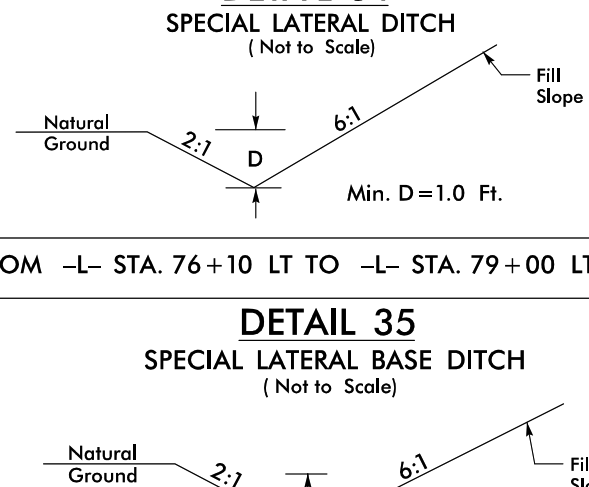 SPECIAL LATERAL DITCH
( Not to Scale)
Fill
Slope
Natural
Ground
2:1
D
6:1
Min. D=1.0 Ft.
–L– STA. 76+10 LT TO –L– STA. 79+00 LT
DETAIL 35
SPECIAL LATERAL BASE DITCH
( Not to Scale)
Natural
Ground
2:1
6:1